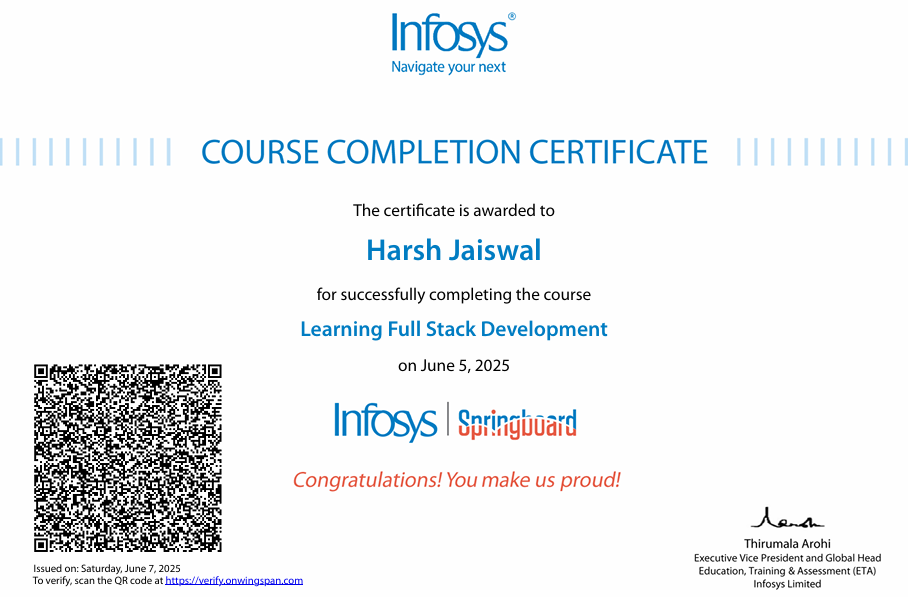 Infosys®
Navigate your next
COURSE COMPLETION CERTIFICATE
The certificate is awarded to
Harsh Jaiswal
for successfully completing the course
Learning Full Stack Development
on June 5, 2025
Infosys | Springboard
Congratulations! You make us proud!
Issued on: Saturday, June 7, 2025
To verify, scan the QR code at https://verify.onwingspan.com
Thirumala Arohi
Executive Vice President and Global Head
Education, Training & Assessment (ETA)
Infosys Limited